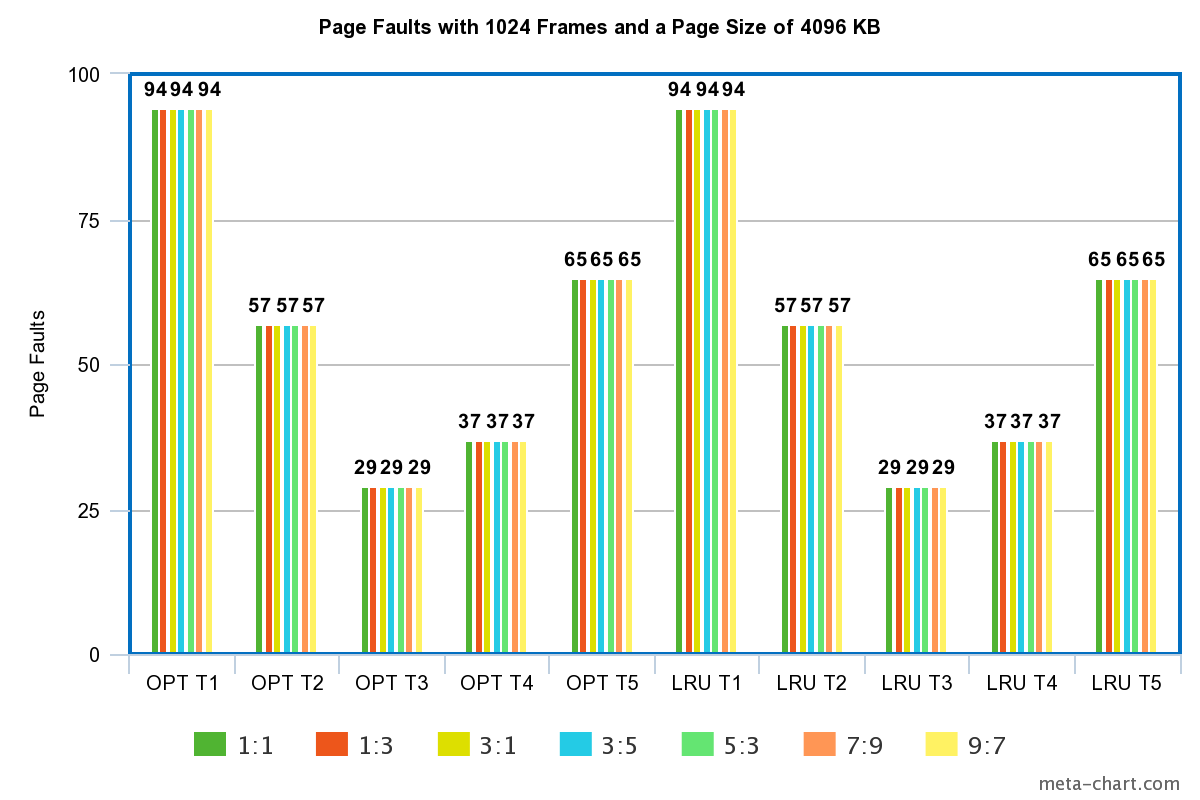 Page Faults with 1024 Frames and a Page Size of 4096 KB
100
75
50
25
0
Page Faults
94 94 94
57 57 57
29 29 29
37 37 37
65 65 65
94 94 94
57 57 57
29 29 29
37 37 37
65 65 65
OPT T1 OPT T2 OPT T3 OPT T4 OPT T5 LRU T1 LRU T2 LRU T3 LRU T4 LRU T5
1:1 1:3 3:1 3:5 5:3 7:9 9:7
meta-chart.com